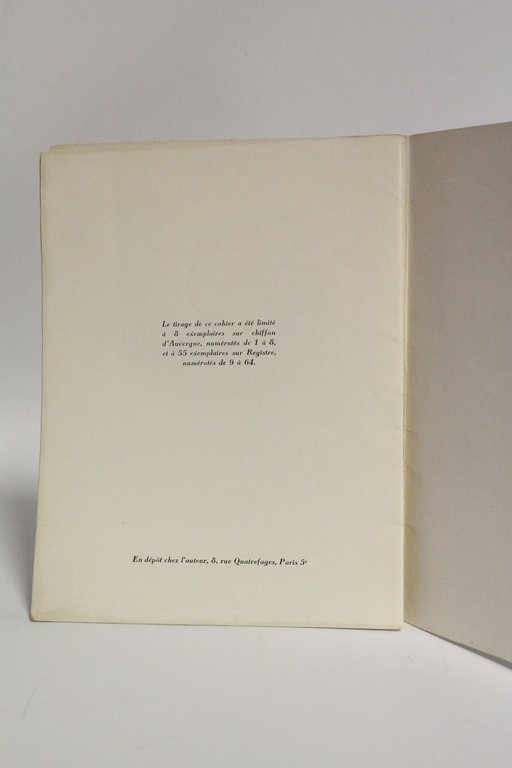 Le tirage de ce cahier a été limité
à 8 exemplaires sur chiffon
d'Auvergne, numérotés de 1 à 8,
et à 55 exemplaires sur Registre,
numérotés de 9 à 64.
En dépôt chez l'auteur, 8, rue Quatrefages, Paris 5e